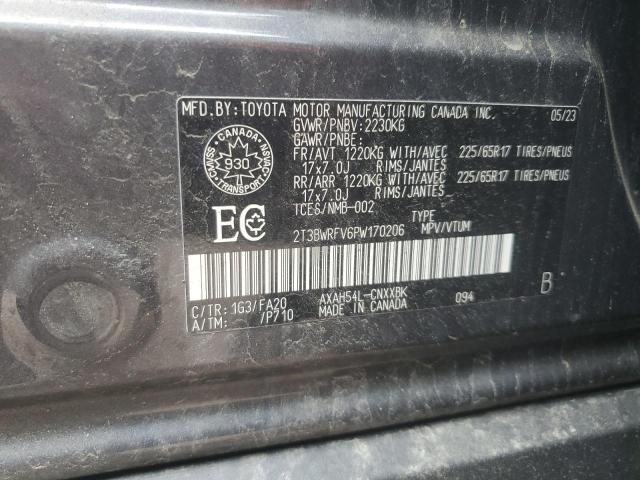 MFD.BY: TOYOTA MOTOR MANUFACTURING CANADA INC. 05/23
GVWR/PNBV: 2230KG
GAWR/PNBE:
FR/AVT 1220KG WITH/AVEC 225/65R17 TIRES/PNEUS
17x7.0J RIMS/JANTES
RR/ARR 1220KG WITH/AVEC 225/65R17 TIRES/PNEUS
17x7.0J RIMS/JANTES
TCES/NMB-002
CANADA
CMVSS
NSVAC
930
TRANSPORT
EC
TYPE
2T3BWRFV6PW170206 MPV/VTUM
C/TR: 1G3/FA20 AXAH54L-CNXXBK 094 B
A/TM: /P710 MADE IN CANADA